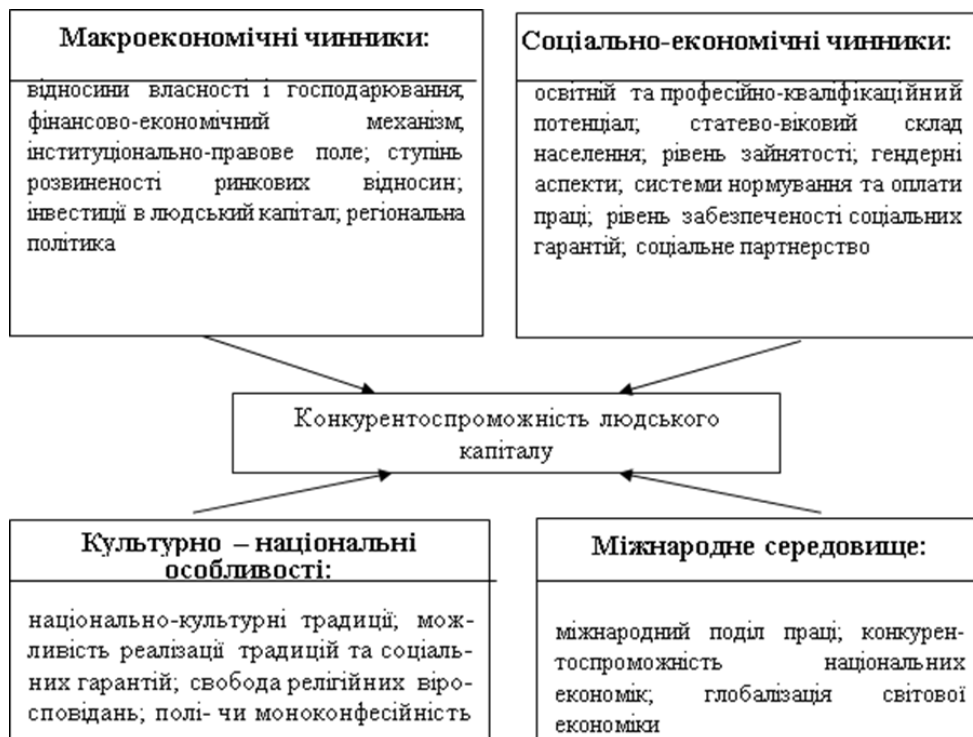 Макроекономічні чинники:
відносини власності і господарювання;
фінансово-економічний механізм;
інституціонально-правове поле; ступінь
розвиненості ринкових відносин;
інвестиції в людський капітал; регіональна
політика
Соціально-економічні чинники:
освітній та професійно-кваліфікаційний
потенціал; статево-віковий склад
населення; рівень зайнятості; гендерні
аспекти; системи нормування та оплати
праці; рівень забезпеченості соціальних
гарантій; соціальне партнерство
Конкурентоспроможність людського
капіталу
Культурно – національні
особливості:
національно-культурні традиції; мож-
ливість реалізації традицій та соціаль-
них гарантій; свобода релігійних віро-
сповідань; полі- чи моноконфесійність
Міжнародне середовище:
міжнародний поділ праці; конкурен-
тоспроможність національних
економік; глобалізація світової
економіки